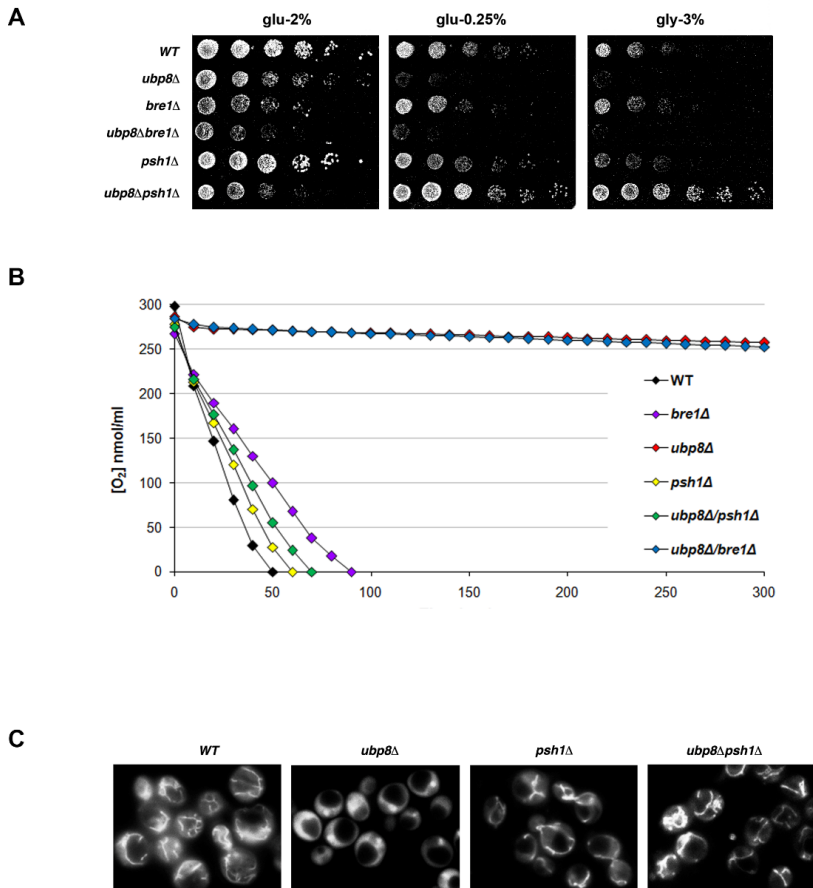 A
glu-2% glu-0.25% gly-3%
WT
ubp8Δ
bre1Δ
ubp8Δbre1Δ
psh1Δ
ubp8Δpsh1Δ
B
[O2] nmol/ml
300
250
200
150
100
50
0
0 50 100 150 200 250 300
WT
bre1Δ
ubp8Δ
psh1Δ
ubp8Δ/psh1Δ
ubp8Δ/bre1Δ
C
WT ubp8Δ psh1Δ ubp8Δpsh1Δ